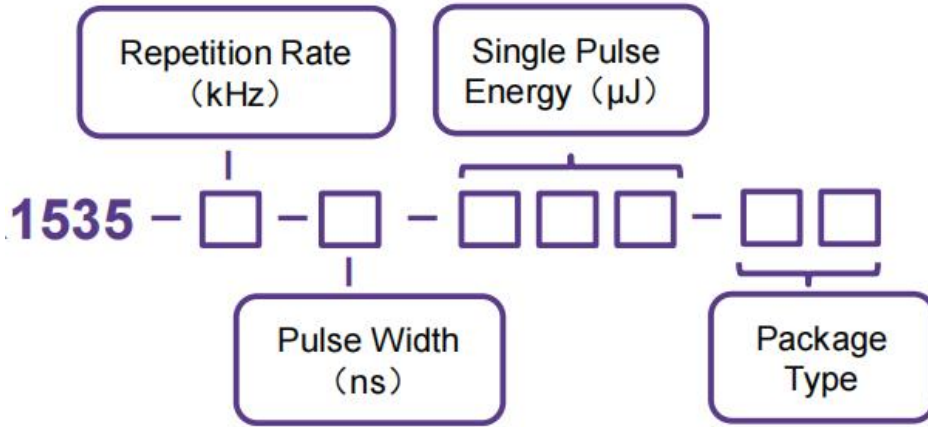 Repetition Rate
（kHz）
Single Pulse
Energy（µJ）
1535 – □ – □ – □□□ – □□
Pulse Width
（ns）
Package
Type